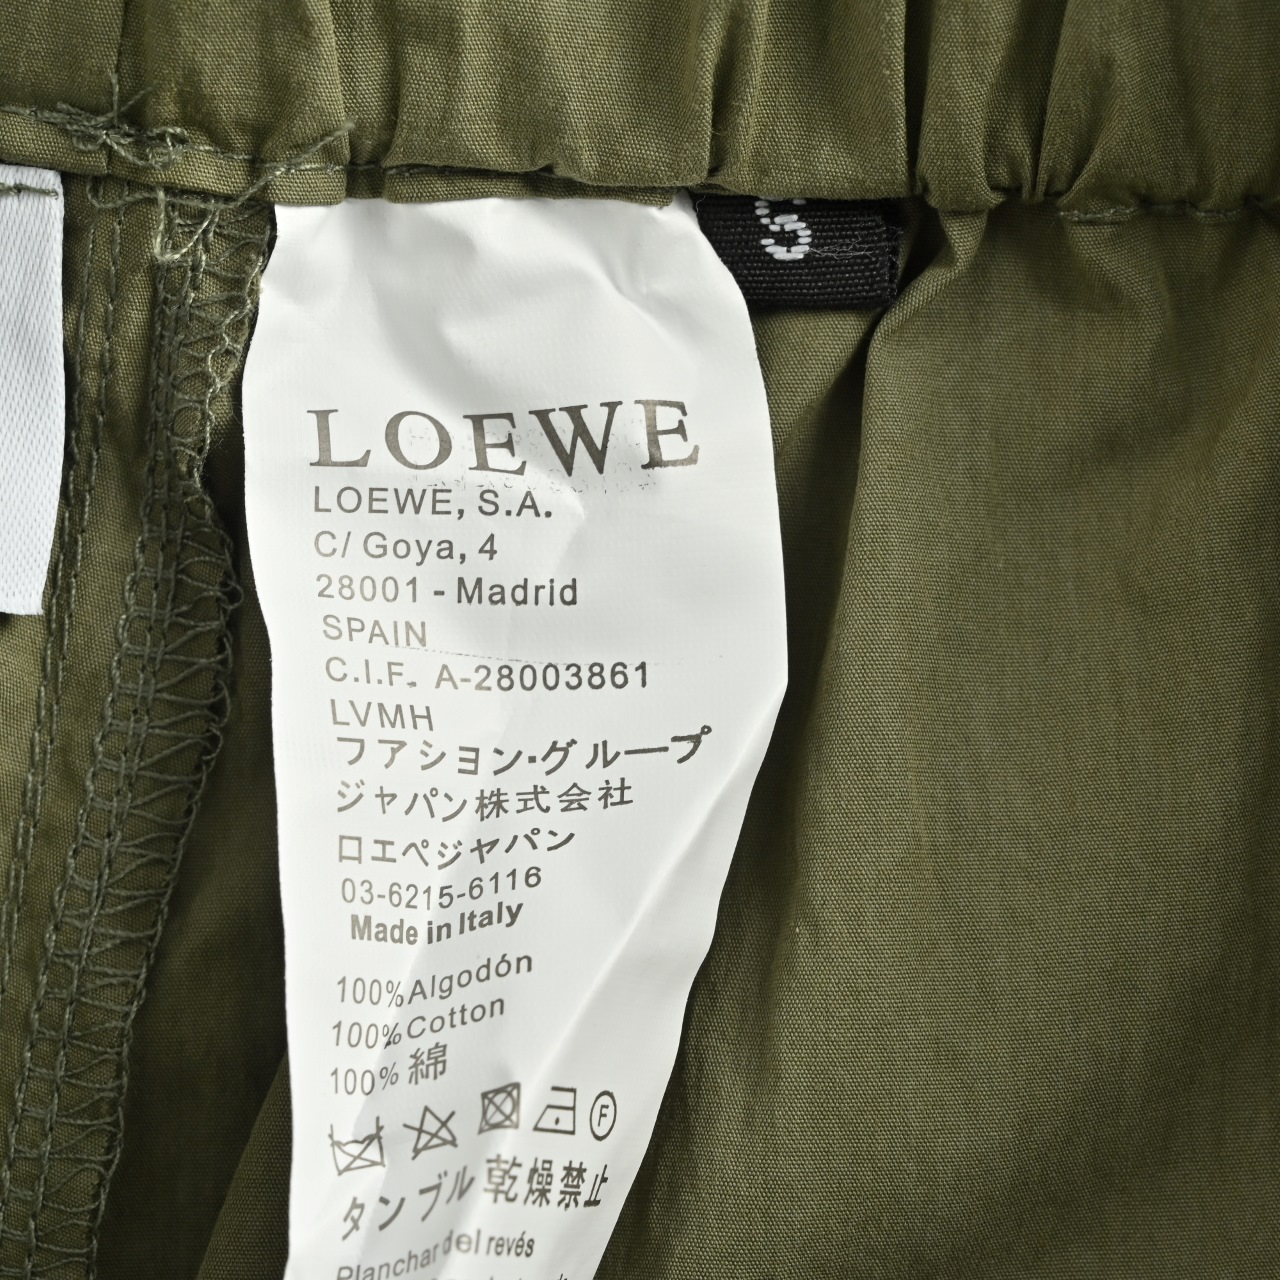 S
LOEWE
LOEWE, S.A.
C/ Goya, 4
28001 - Madrid
SPAIN
C.I.F. A-28003861
LVMH
フアション・グループ
ジャパン株式会社
ロエペジャパン
03-6215-6116
Made in Italy
100% Algodón
100% Cotton
100% 綿
F
タンブル乾燥禁止
Planchar del revés